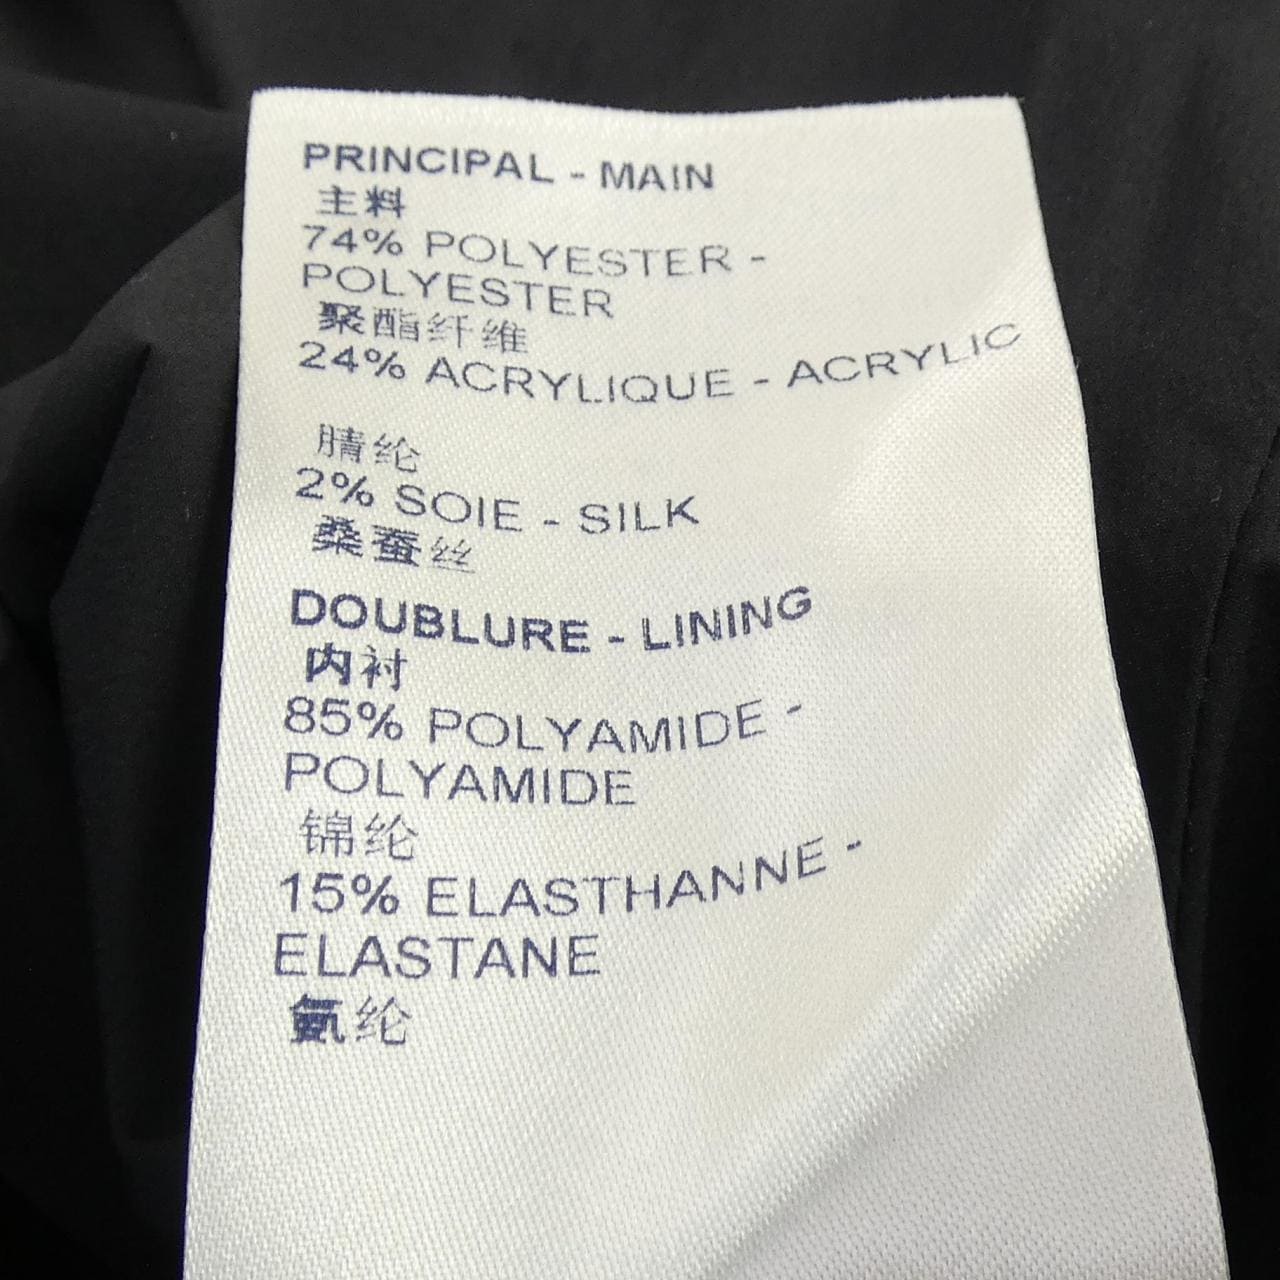 PRINCIPAL - MAIN
主料
74% POLYESTER -
POLYESTER
聚酯纤维
24% ACRYLIQUE - ACRYLIC
腈纶
2% SOIE - SILK
桑蚕丝
DOUBLURE - LINING
内衬
85% POLYAMIDE -
POLYAMIDE
锦纶
15% ELASTHANNE -
ELASTANE
氨纶